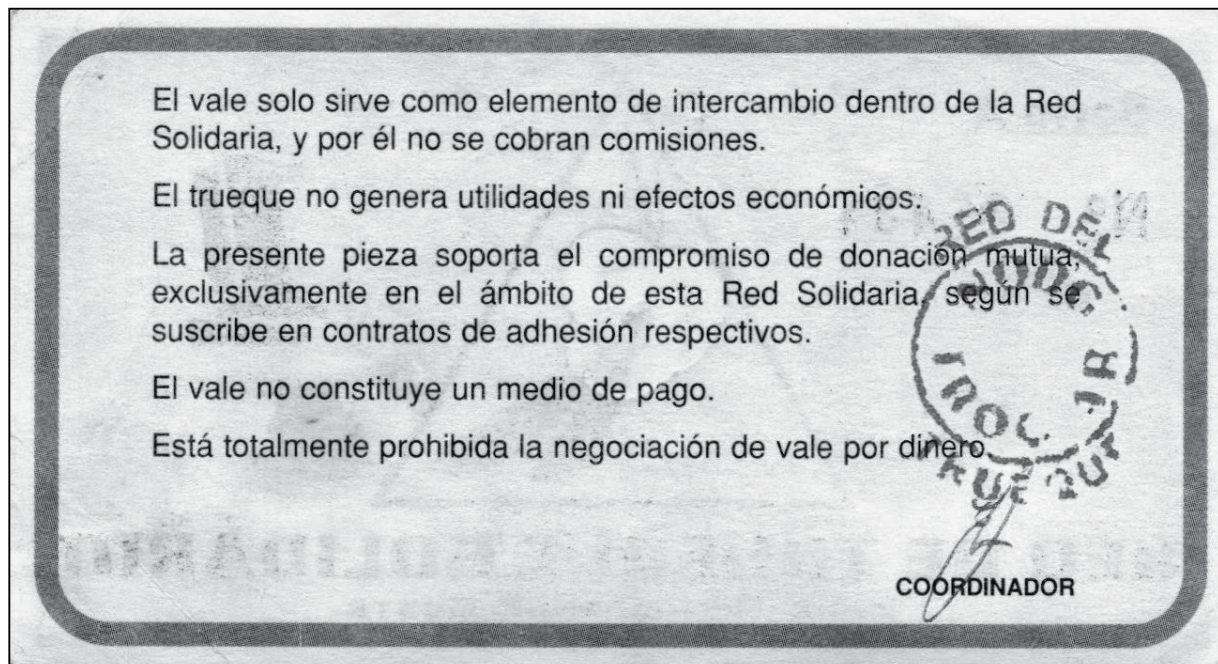 El vale solo sirve como elemento de intercambio dentro de la Red
Solidaria, y por él no se cobran comisiones.
El trueque no genera utilidades ni efectos económicos.
La presente pieza soporta el compromiso de donación mutua,
exclusivamente en el ámbito de esta Red Solidaria, según se
suscribe en contratos de adhesión respectivos.
El vale no constituye un medio de pago.
Está totalmente prohibida la negociación de vale por dinero.
RED DEL
NODO
TRUEQUE
COORDINADOR